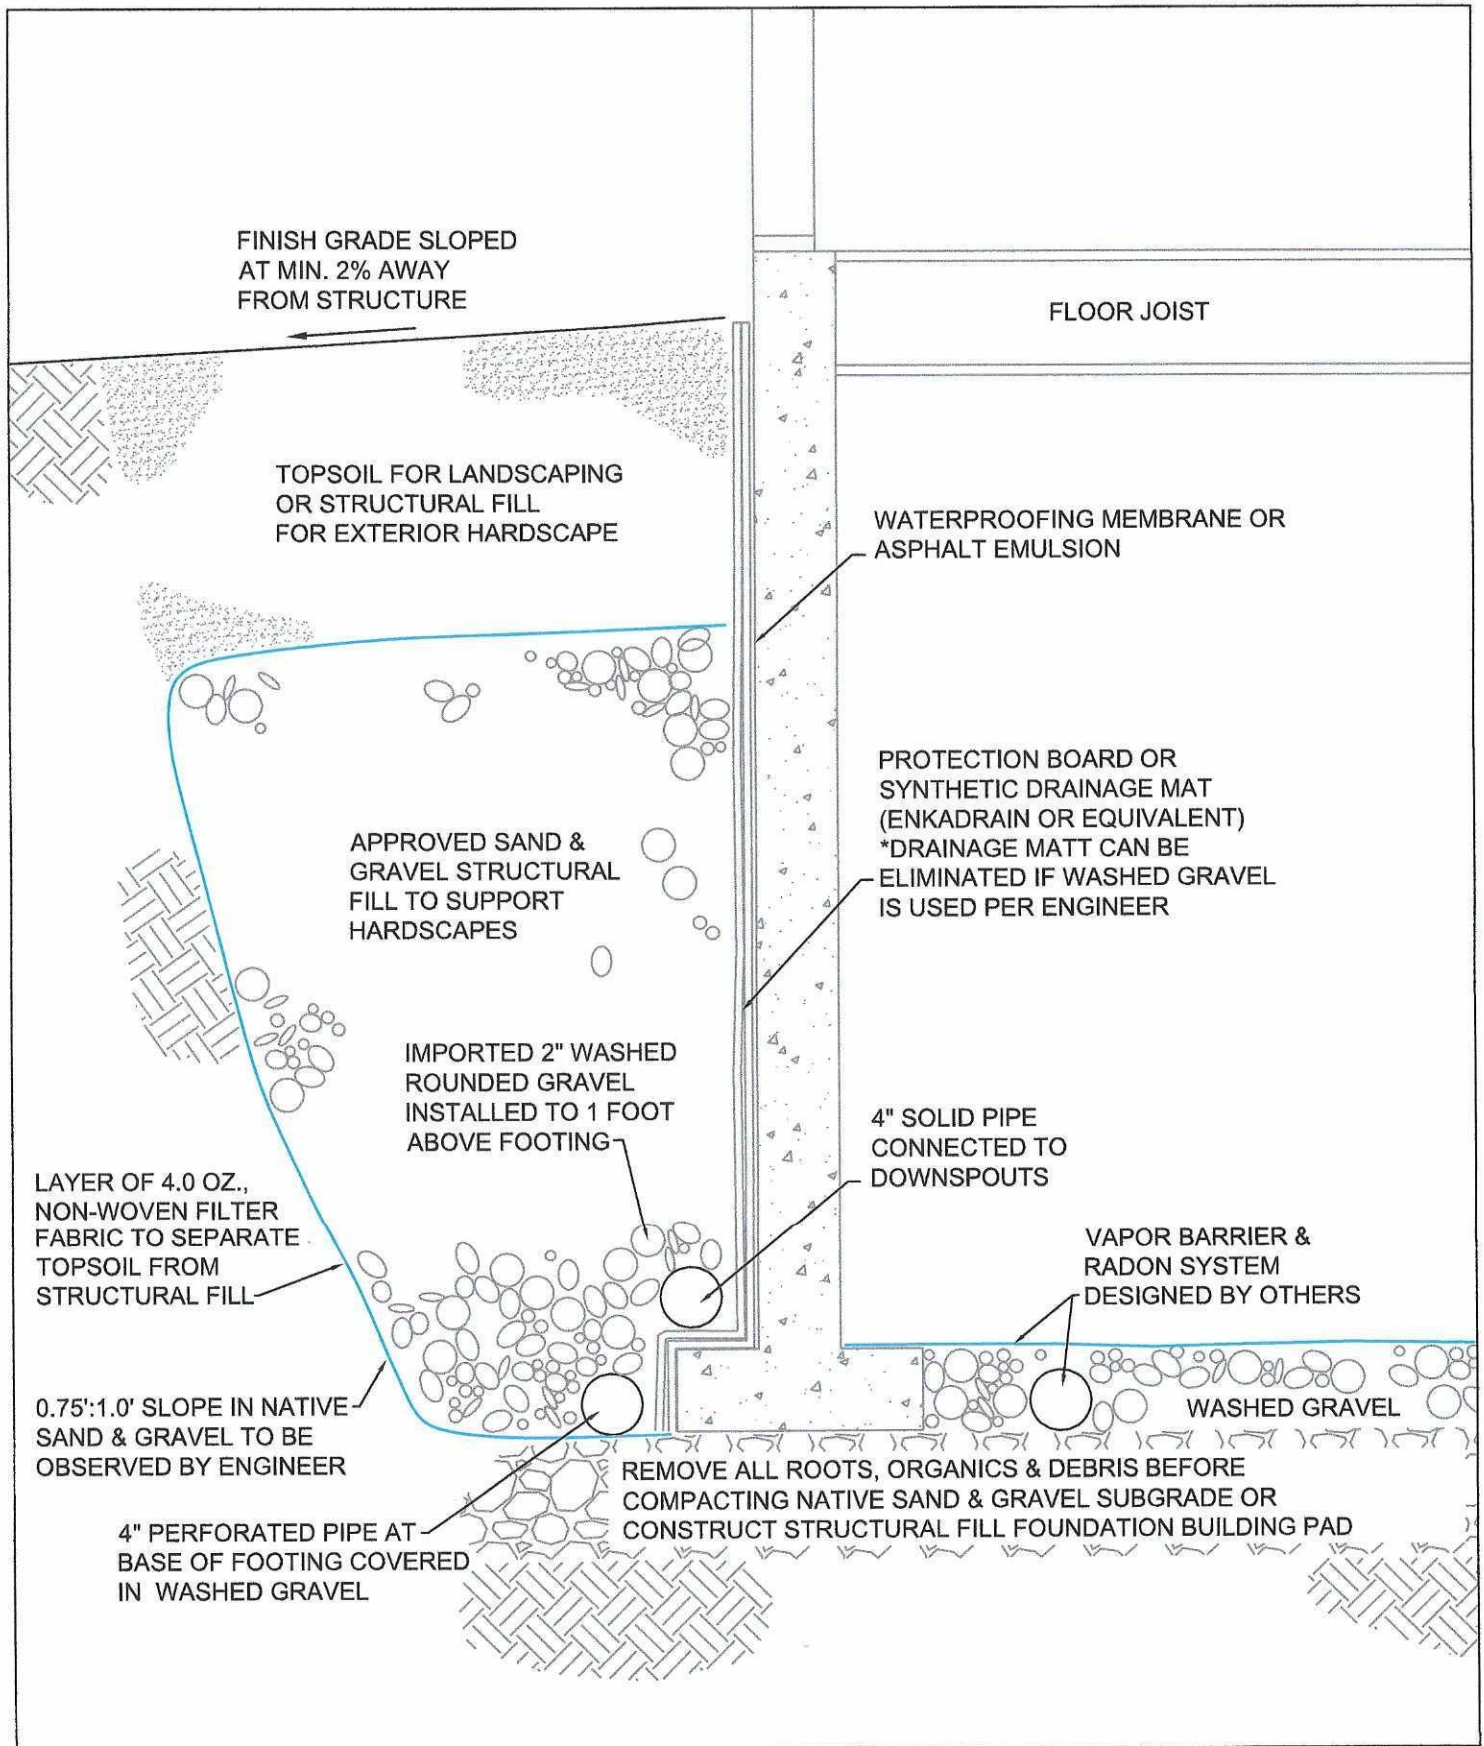 FINISH GRADE SLOPED
AT MIN. 2% AWAY
FROM STRUCTURE
FLOOR JOIST
TOPSOIL FOR LANDSCAPING
OR STRUCTURAL FILL
FOR EXTERIOR HARDSCAPE
WATERPROOFING MEMBRANE OR
ASPHALT EMULSION
PROTECTION BOARD OR
SYNTHETIC DRAINAGE MAT
(ENKADRAIN OR EQUIVALENT)
*DRAINAGE MATT CAN BE
ELIMINATED IF WASHED GRAVEL
IS USED PER ENGINEER
APPROVED SAND &
GRAVEL STRUCTURAL
FILL TO SUPPORT
HARDSCAPES
IMPORTED 2" WASHED
ROUNDED GRAVEL
INSTALLED TO 1 FOOT
ABOVE FOOTING
4" SOLID PIPE
CONNECTED TO
DOWNSPOUTS
LAYER OF 4.0 OZ.,
NON-WOVEN FILTER
FABRIC TO SEPARATE
TOPSOIL FROM
STRUCTURAL FILL
VAPOR BARRIER &
RADON SYSTEM
DESIGNED BY OTHERS
0.75':1.0' SLOPE IN NATIVE
SAND & GRAVEL TO BE
OBSERVED BY ENGINEER
WASHED GRAVEL
REMOVE ALL ROOTS, ORGANICS & DEBRIS BEFORE
COMPACTING NATIVE SAND & GRAVEL SUBGRADE OR
CONSTRUCT STRUCTURAL FILL FOUNDATION BUILDING PAD
4" PERFORATED PIPE AT
BASE OF FOOTING COVERED
IN WASHED GRAVEL